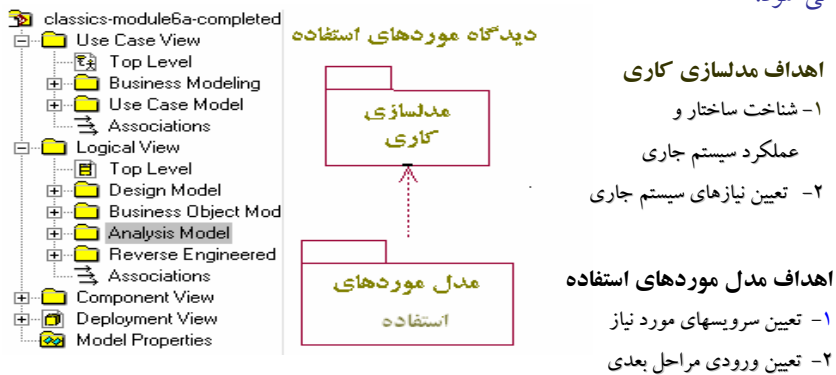 می شود.
classics-module6a-completed
Use Case View
Top Level
Business Modeling
Use Case Model
Associations
Logical View
Top Level
Design Model
Business Object Mod
Analysis Model
Reverse Engineered
Associations
Component View
Deployment View
Model Properties
دیدگاه موردهای استفاده
مدلسازی
کاری
مدل موردهای
استفاده
اهداف مدلسازی کاری
۱- شناخت ساختار و
عملکرد سیستم جاری
۲- تعیین نیازهای سیستم جاری
اهداف مدل موردهای استفاده
۱- تعیین سرویسهای مورد نیاز
۲- تعیین ورودی مراحل بعدی